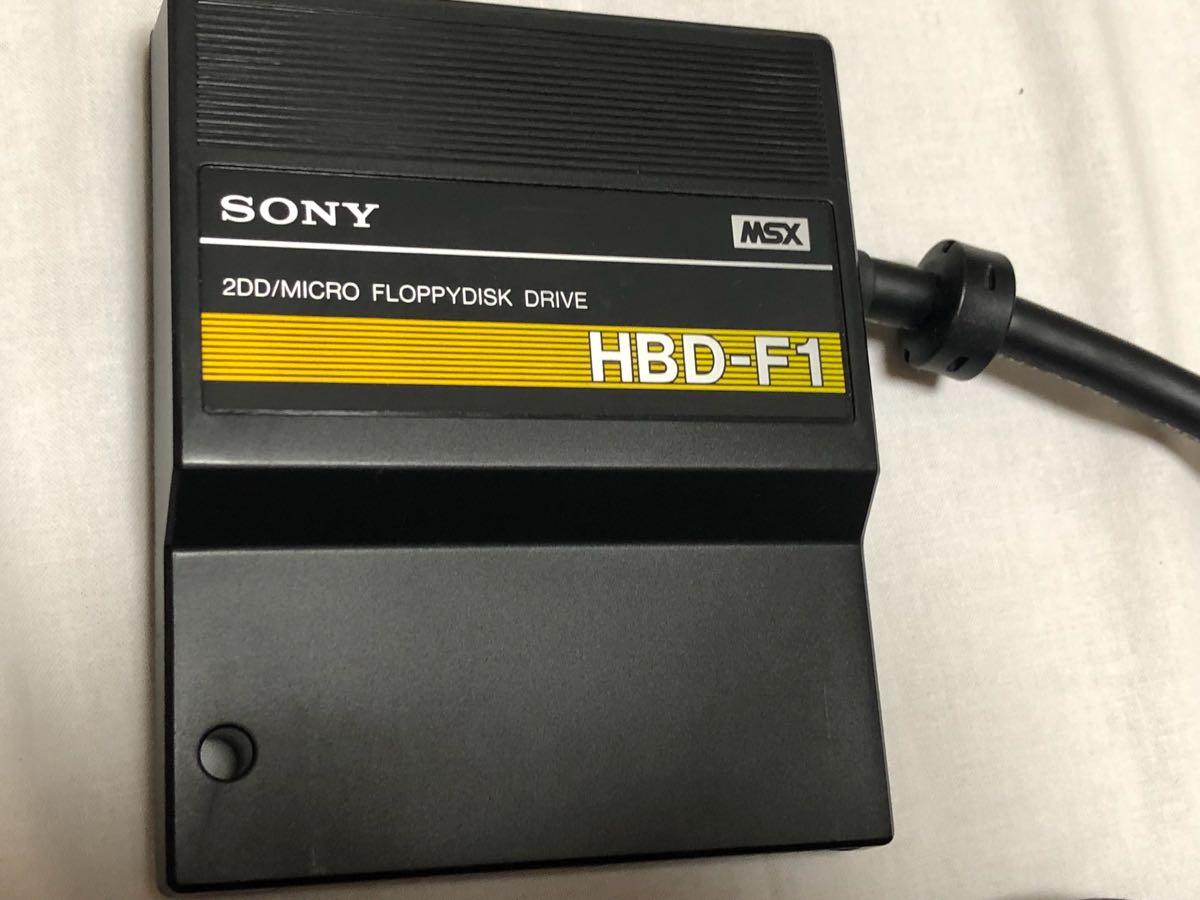 SONY
MSX
2DD/MICRO FLOPPYDISK DRIVE
HBD-F1